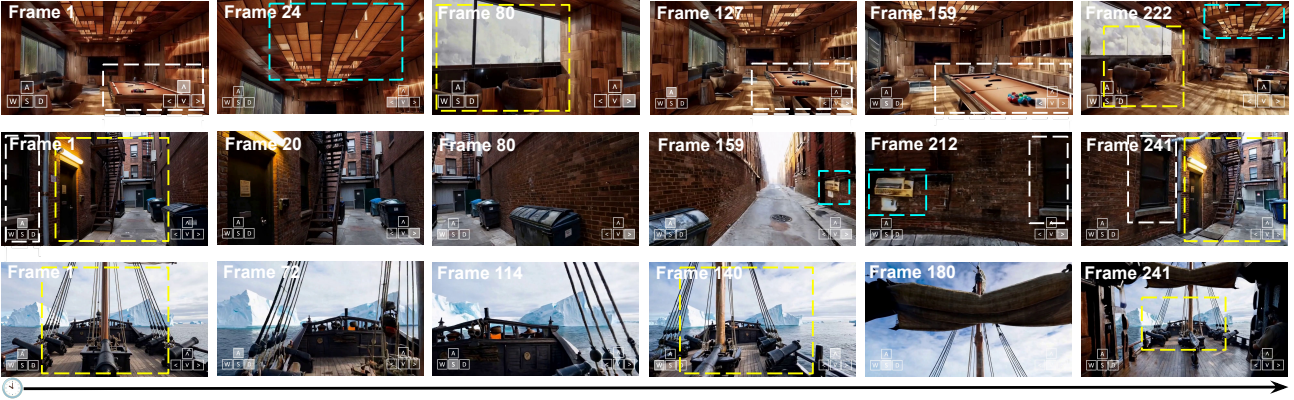 Frame 1 Frame 24 Frame 80 Frame 127 Frame 159 Frame 222
Λ Λ Λ Λ Λ Λ Λ Λ Λ Λ Λ Λ
W S D < v > W S D < v > W S D < v > W S D < v > W S D < v > W S D < v >
Frame 1 Frame 20 Frame 80 Frame 159 Frame 212 Frame 241
Λ Λ Λ Λ Λ Λ Λ Λ Λ Λ Λ Λ
W S D < v > W S D < v > W S D < v > W S D < v > W S D < v > W S D < v >
Frame 1 Frame 72 Frame 114 Frame 140 Frame 180 Frame 241
Λ Λ Λ Λ Λ Λ Λ Λ Λ Λ Λ Λ
W S D < v > W S D < v > W S D < v > W S D < v > W S D < v > W S D < v >